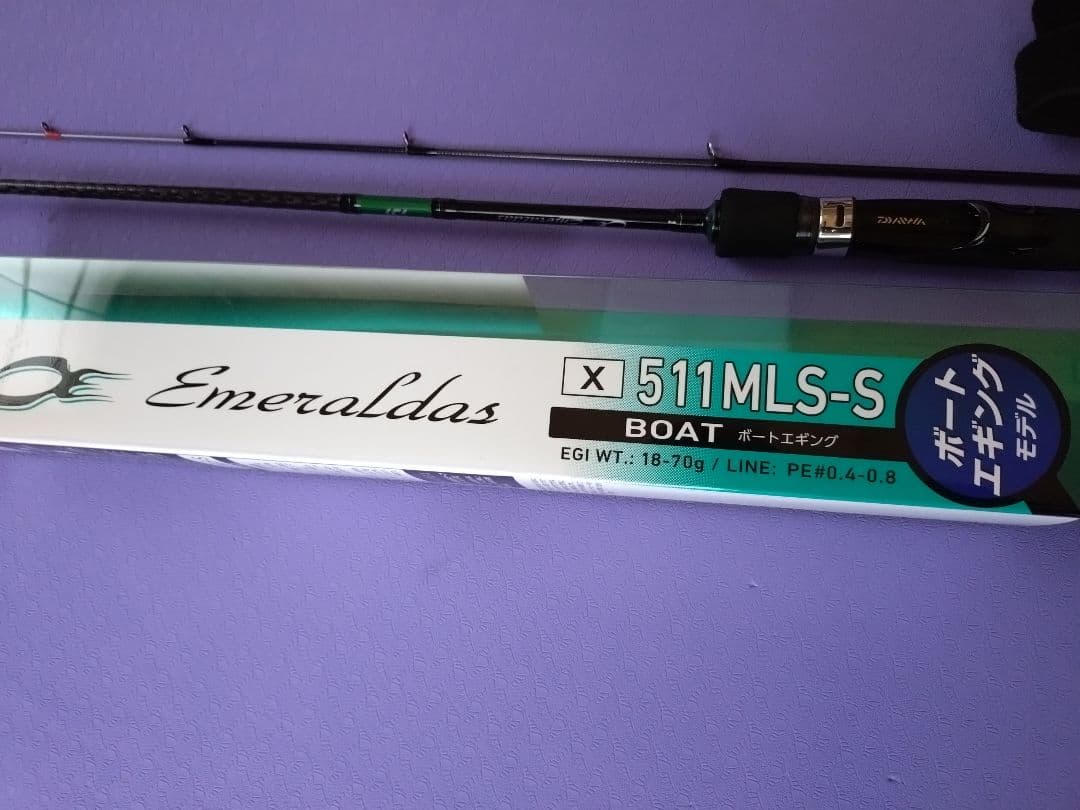 DAIWA
Emeraldas
X 511MLS-S
BOAT ボートエギング
EGI WT.: 18-70g / LINE: PE#0.4-0.8
ボート
エギング
モデル